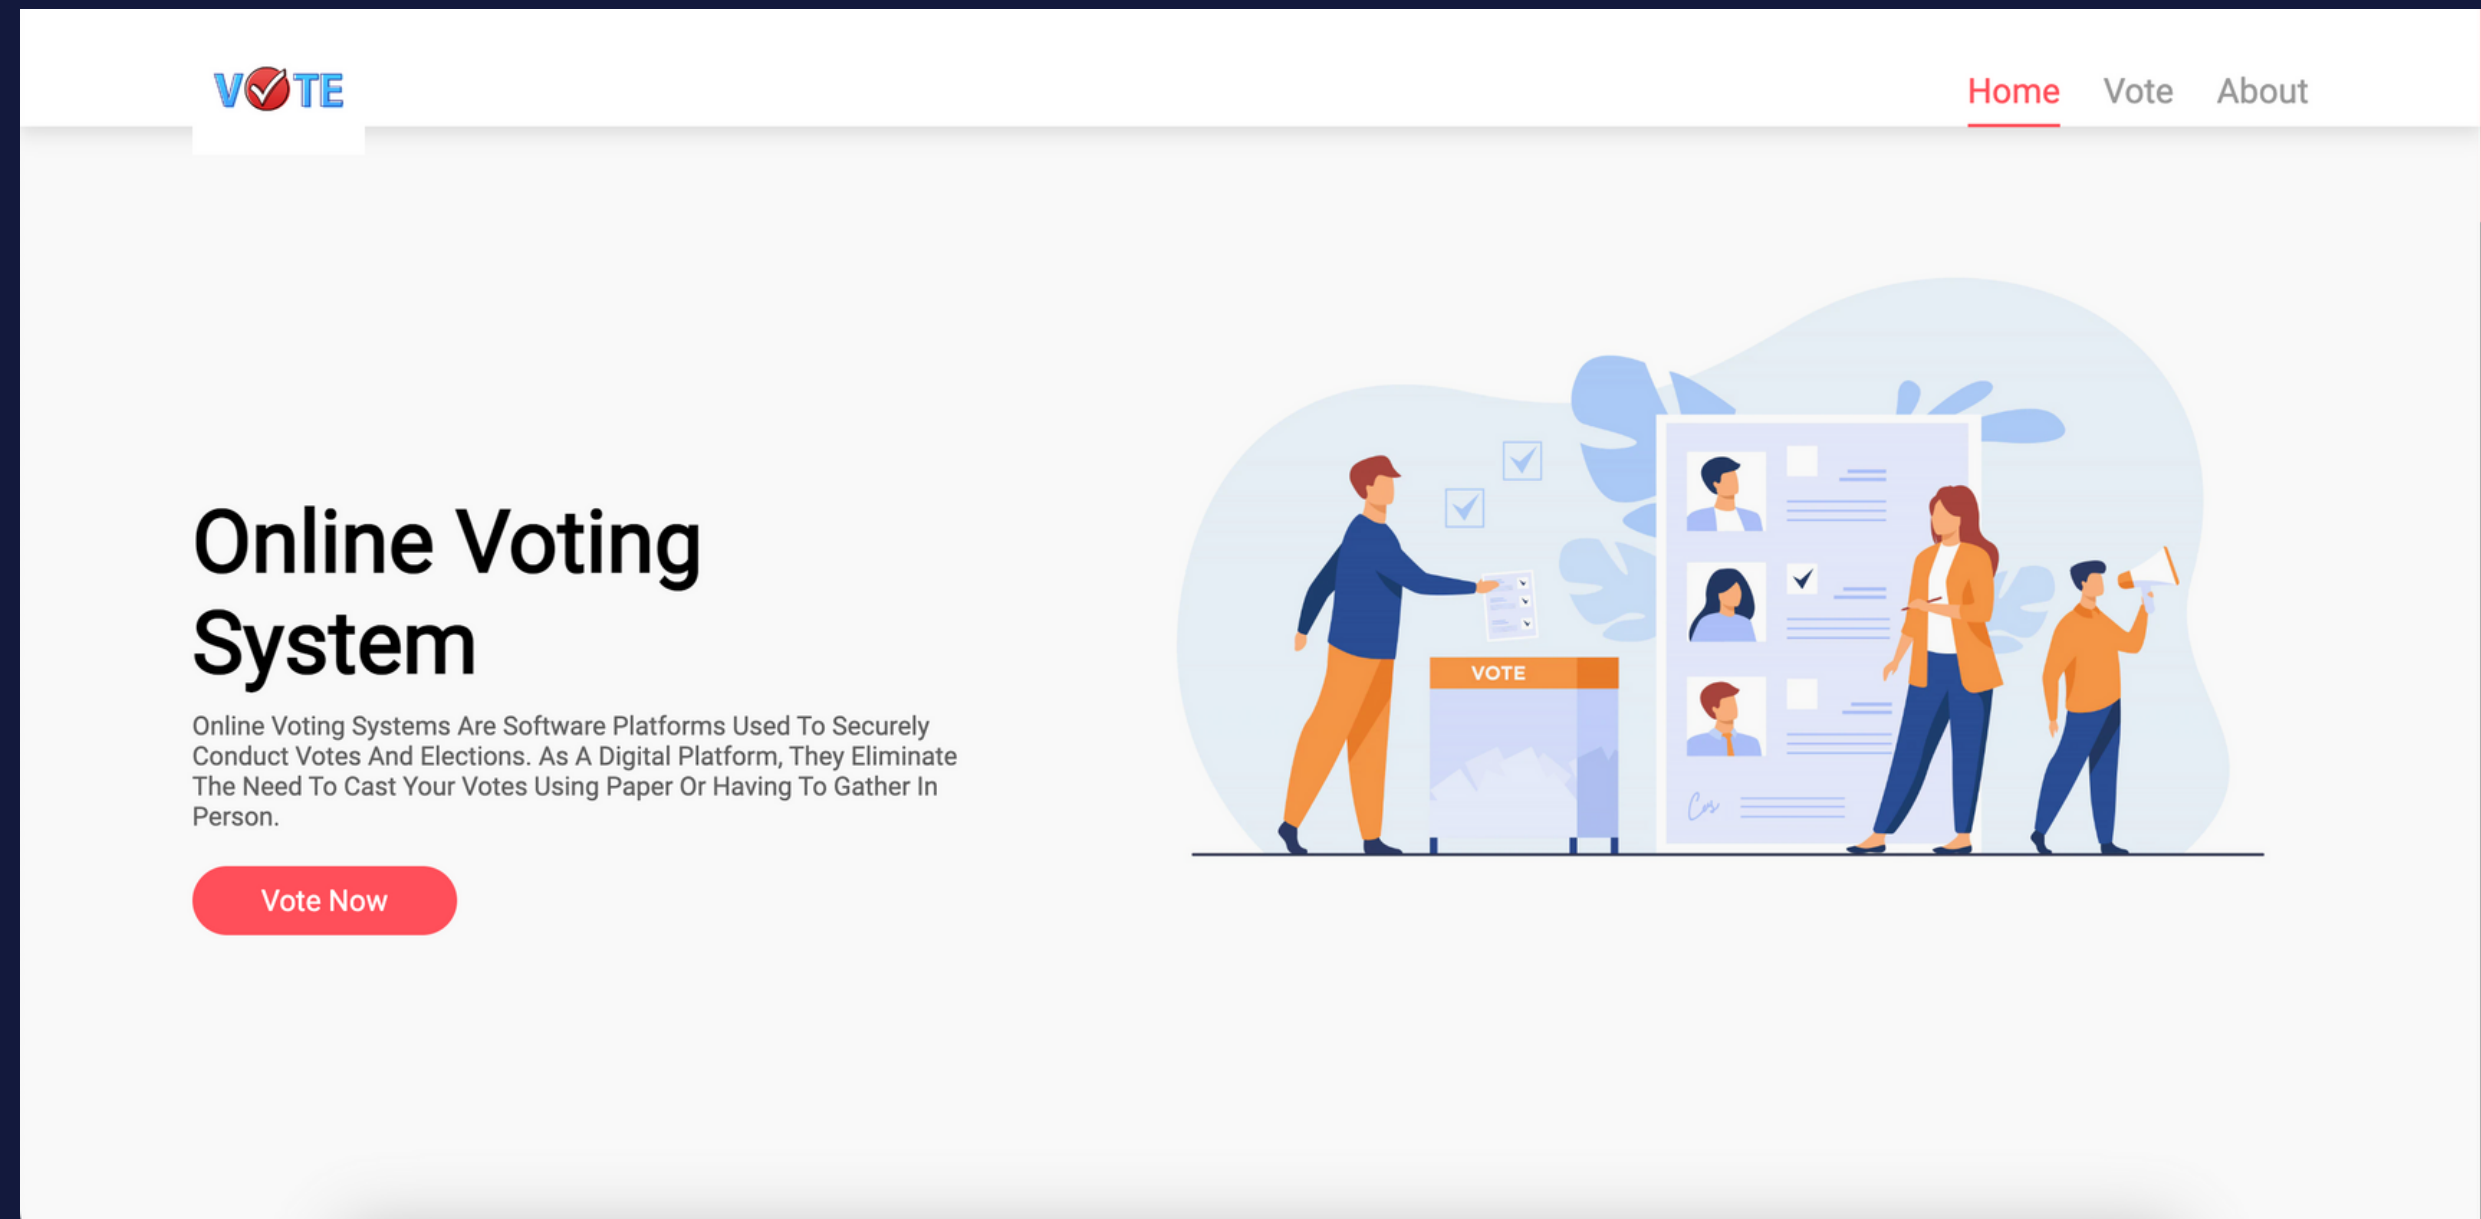 VOTE
Home Vote About
Online Voting
System
Online Voting Systems Are Software Platforms Used To Securely
Conduct Votes And Elections. As A Digital Platform, They Eliminate
The Need To Cast Your Votes Using Paper Or Having To Gather In
Person.
Vote Now
VOTE